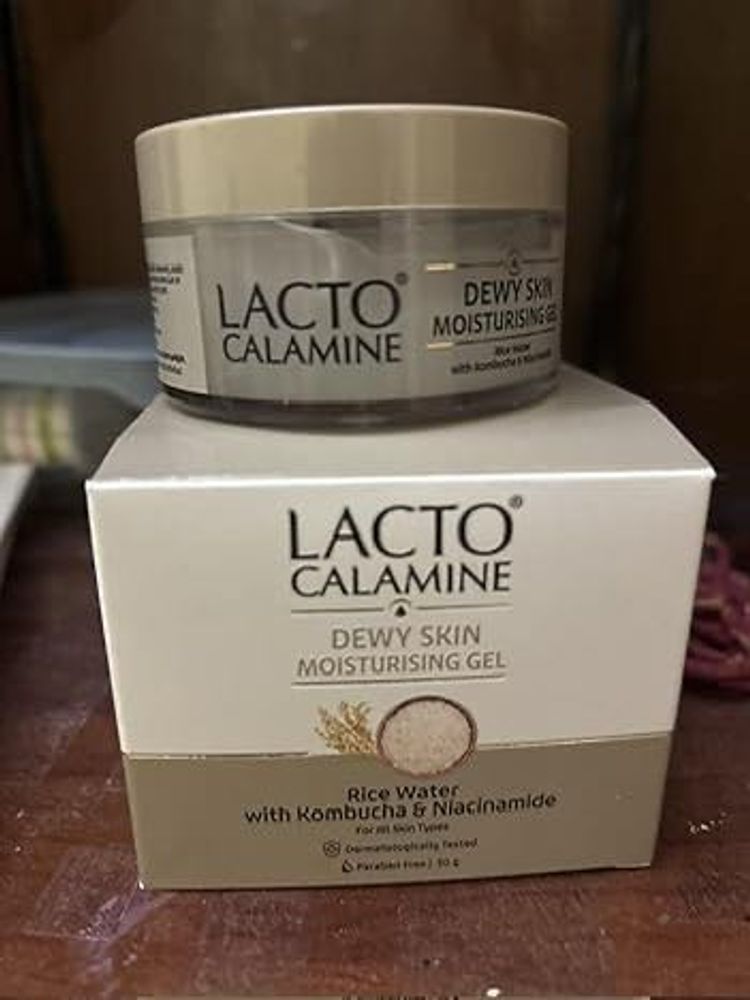 LACTO®
CALAMINE
DEWY SKIN
MOISTURISING GEL
Rice Water
with Kombucha & Niacinamide
LACTO®
CALAMINE
DEWY SKIN
MOISTURISING GEL
Rice Water
with Kombucha & Niacinamide
For All Skin Types
Dermatologically Tested
Paraben Free |